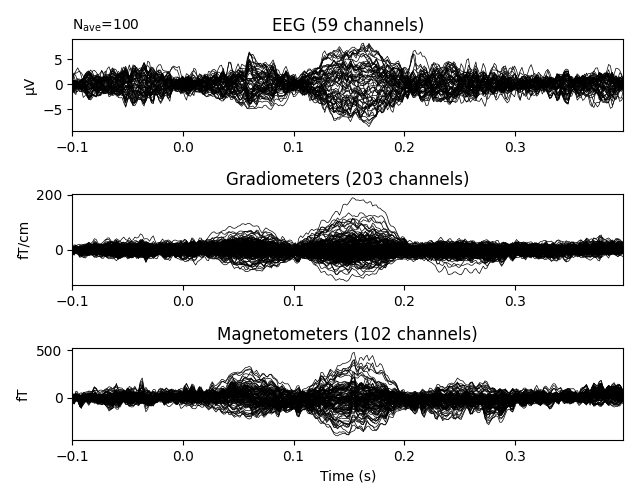 N_ave=100
EEG (59 channels)
5
0
−5
µV
−0.1 0.0 0.1 0.2 0.3
Gradiometers (203 channels)
200
0
fT/cm
−0.1 0.0 0.1 0.2 0.3
Magnetometers (102 channels)
500
0
fT
−0.1 0.0 0.1 0.2 0.3
Time (s)